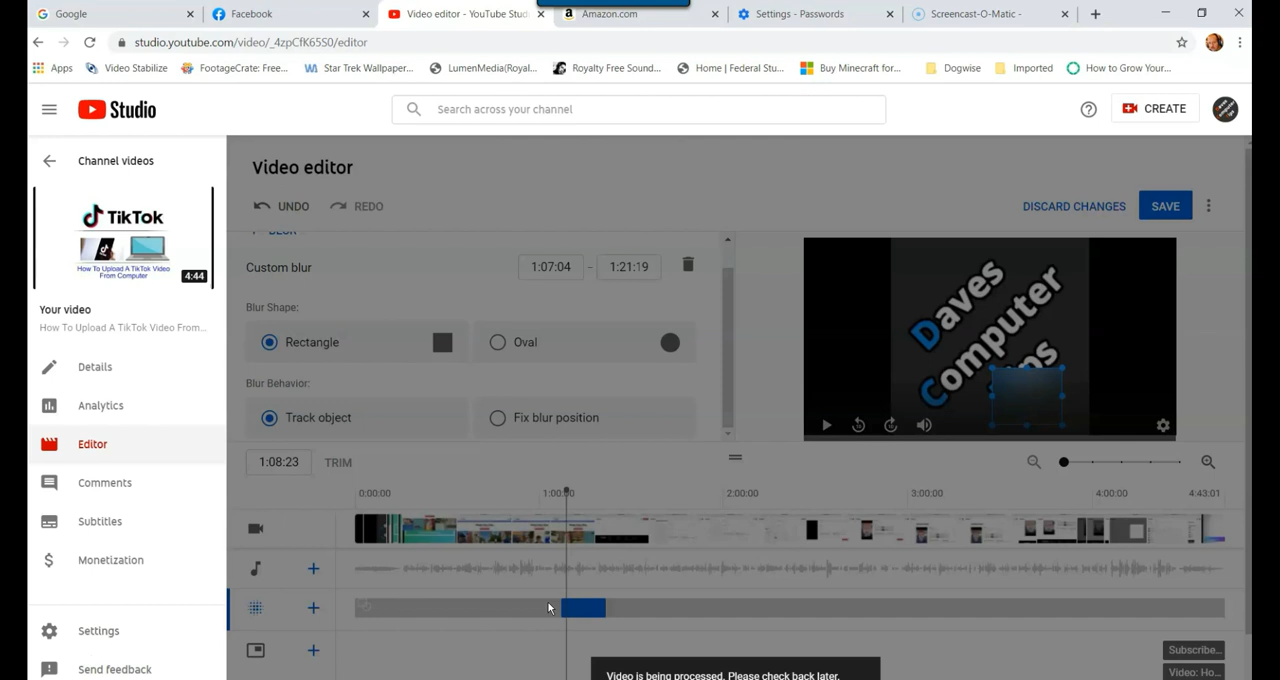 Google
Facebook
Video editor - YouTube Stud
Amazon.com
Settings - Passwords
Screencast-O-Matic -
studio.youtube.com/video/_4zpCfK65S0/editor
Apps
Video Stabilize
FootageCrate: Free...
Star Trek Wallpaper...
LumenMedia(Royal...
Royalty Free Sound...
Home | Federal Stu...
Buy Minecraft for...
Dogwise
Imported
How to Grow Your...
Studio
Search across your channel
CREATE
Channel videos
Video editor
UNDO
REDO
DISCARD CHANGES
SAVE
TikTok
How To Upload A TikTok Video
From Computer
4:44
BLUR
Custom blur
1:07:04 - 1:21:19
Your video
How To Upload A TikTok Video From...
Blur Shape:
Rectangle
Oval
Daves
Computer
Details
Blur Behavior:
Analytics
Track object
Fix blur position
Editor
1:08:23
TRIM
Comments
0:00:00
1:00:00
2:00:00
3:00:00
4:00:00
4:43:01
Subtitles
Monetization
Settings
Subscribe...
Send feedback
Video: Ho...
Video is being processed. Please check back later.